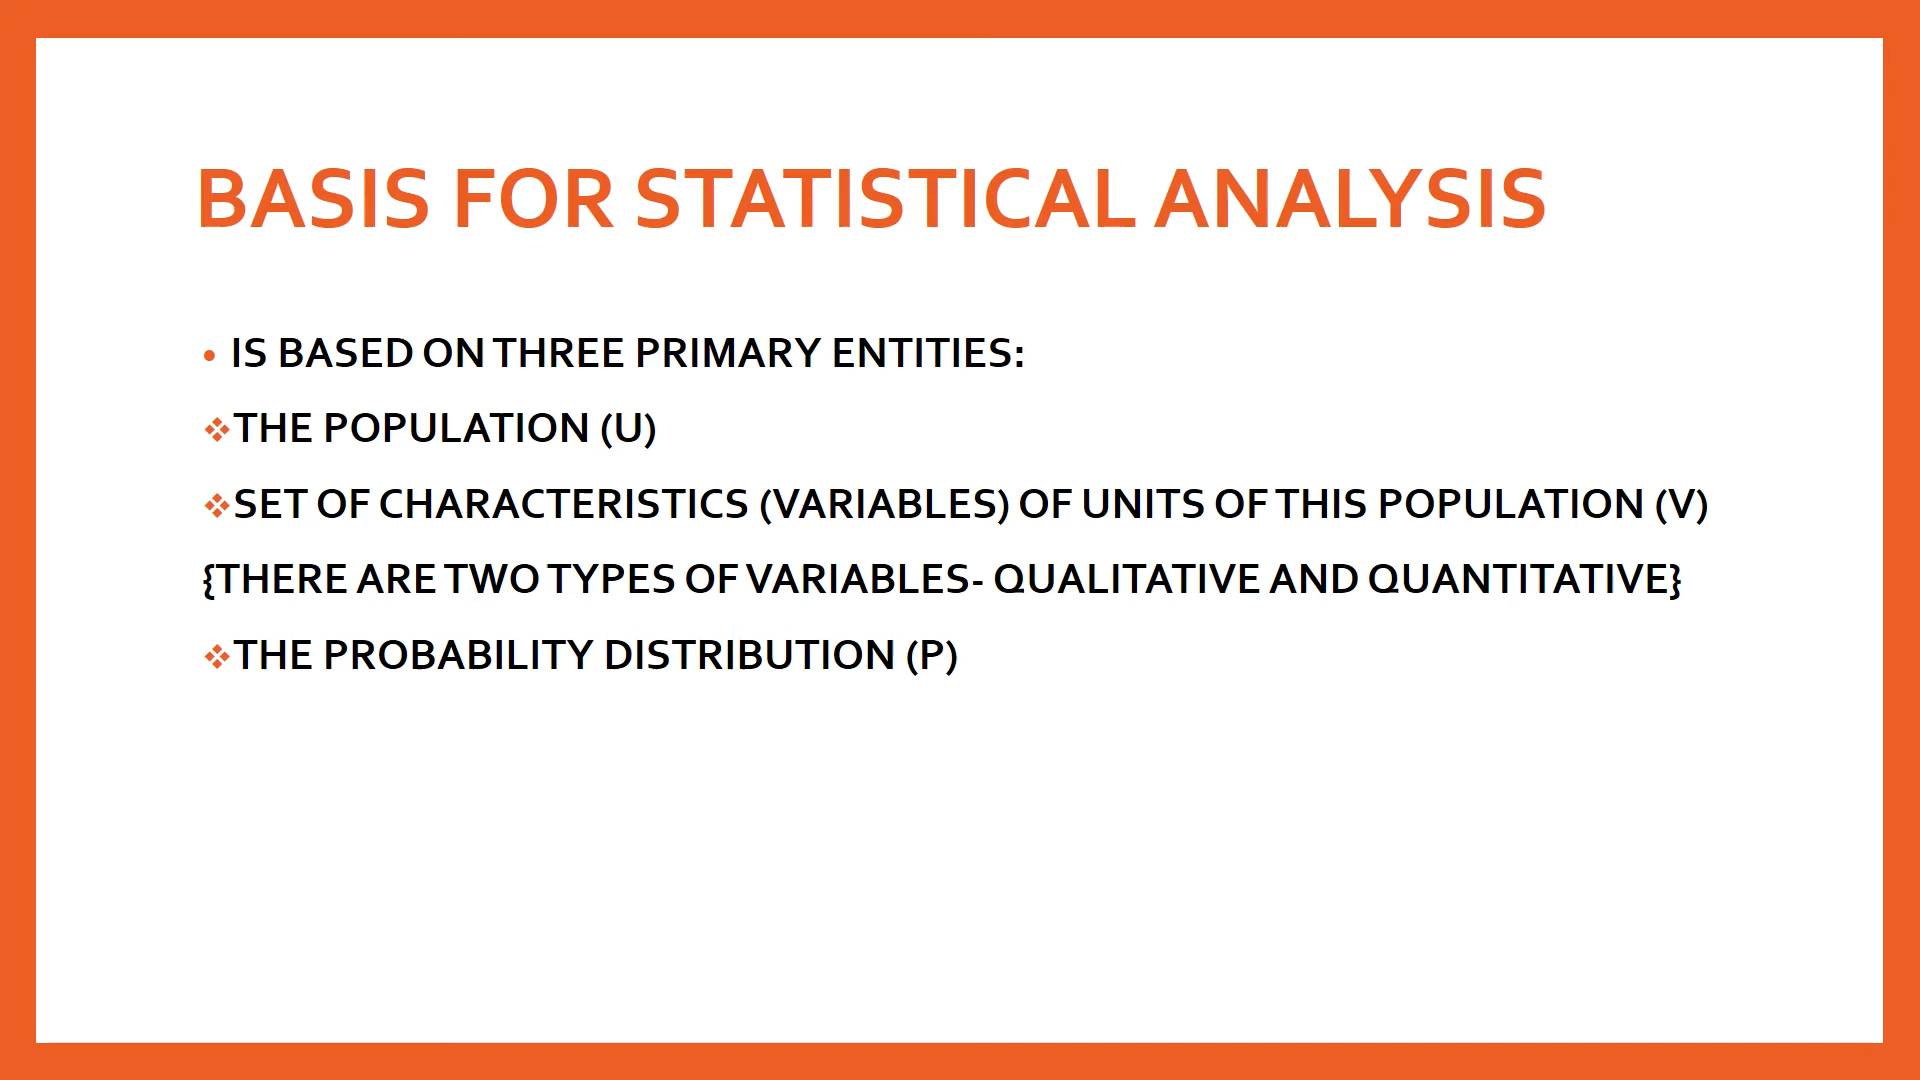 BASIS FOR STATISTICAL ANALYSIS
• IS BASED ON THREE PRIMARY ENTITIES:
❖THE POPULATION (U)
❖SET OF CHARACTERISTICS (VARIABLES) OF UNITS OF THIS POPULATION (V)
{THERE ARE TWO TYPES OF VARIABLES- QUALITATIVE AND QUANTITATIVE}
❖THE PROBABILITY DISTRIBUTION (P)